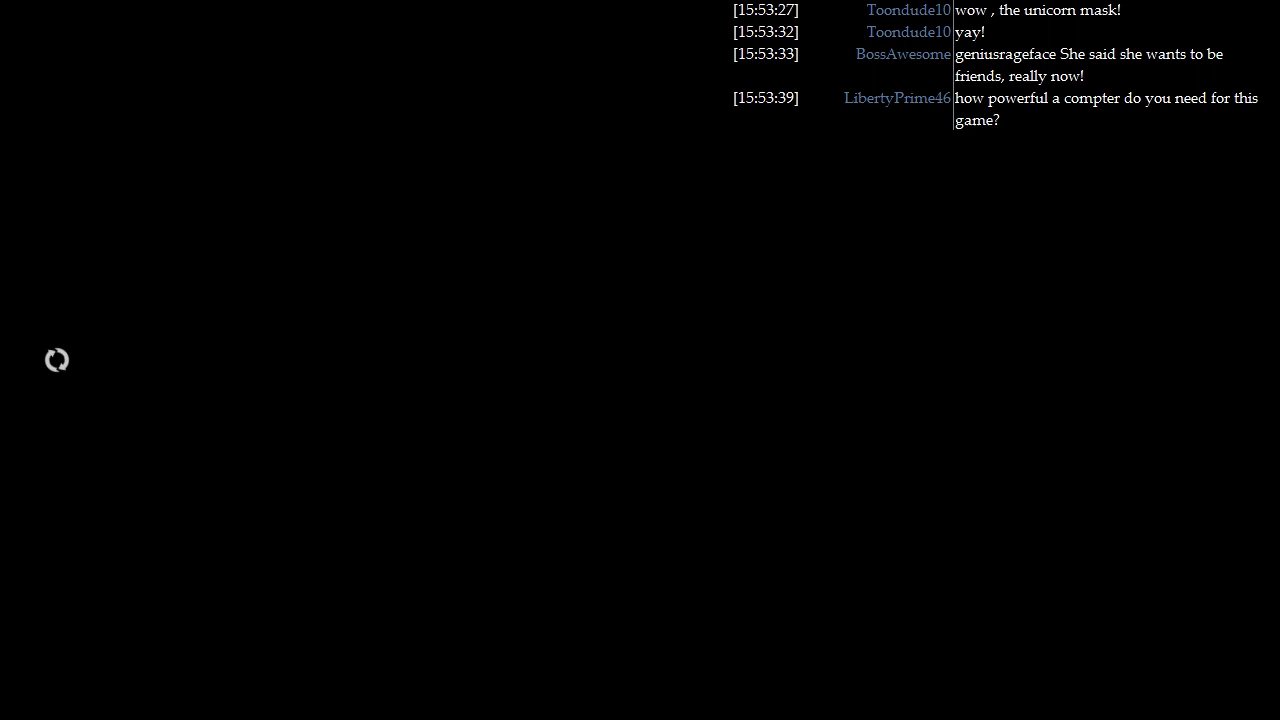 [15:53:27] Toondude10 wow , the unicorn mask!
[15:53:32] Toondude10 yay!
[15:53:33] BossAwesome geniusrageface She said she wants to be
friends, really now!
[15:53:39] LibertyPrime46 how powerful a compter do you need for this
game?